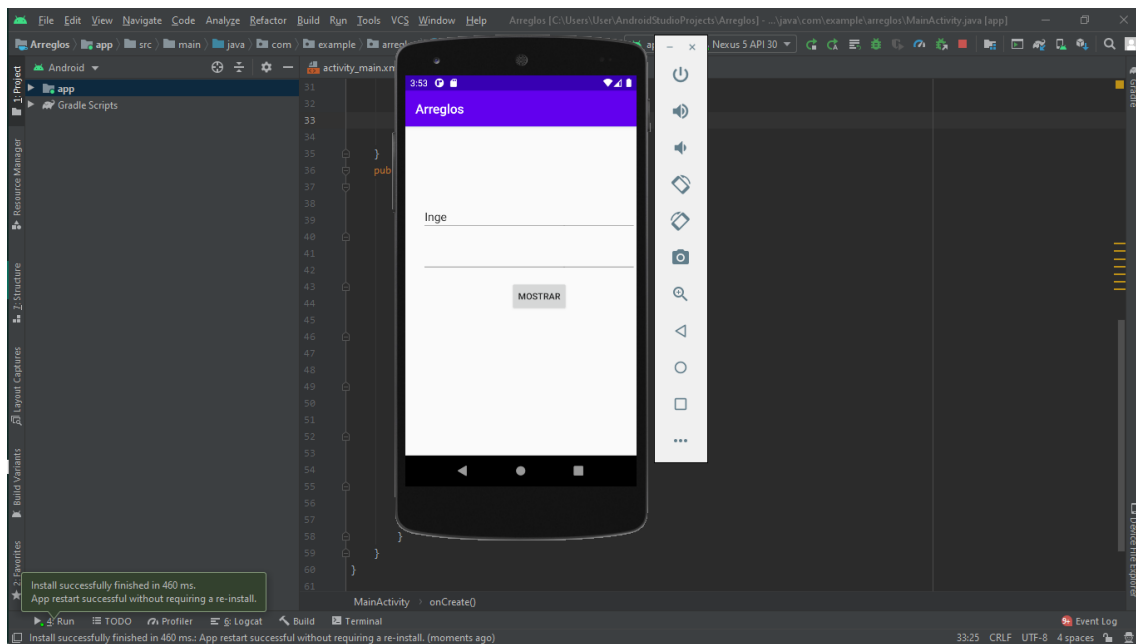 File Edit View Navigate Code Analyze Refactor Build Run Tools VCS Window Help Arreglos [C:\Users\User\AndroidStudioProjects\Arreglos] - ...\java\com\example\arreglos\MainActivity.java [app]
Arreglos app src main java com example Nexus 5 API 30
Android
activity_main.xm
1: Project
Resource Manager
7: Structure
Layout Captures
Build Variants
2: Favorites
Gradle
Device File Explorer
app
Gradle Scripts
31
32
33
34
35 }
36 pub
37
38
39
40
41
42
43
44
45
46
47
48
49
50
51
52
53
54
55
56
57
58 }
59 }
60 }
61
3:53
Arreglos
Inge
MOSTRAR
Install successfully finished in 460 ms.
App restart successful without requiring a re-install.
MainActivity onCreate()
4: Run TODO Profiler 6: Logcat Build Terminal 9+ Event Log
Install successfully finished in 460 ms.: App restart successful without requiring a re-install. (moments ago) 33:25 CRLF UTF-8 4 spaces